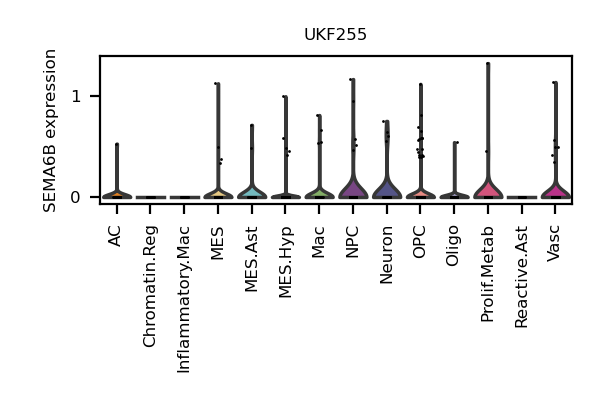 UKF255
SEMA6B expression
1
0
AC
Chromatin.Reg
Inflammatory.Mac
MES
MES.Ast
MES.Hyp
Mac
NPC
Neuron
OPC
Oligo
Prolif.Metab
Reactive.Ast
Vasc